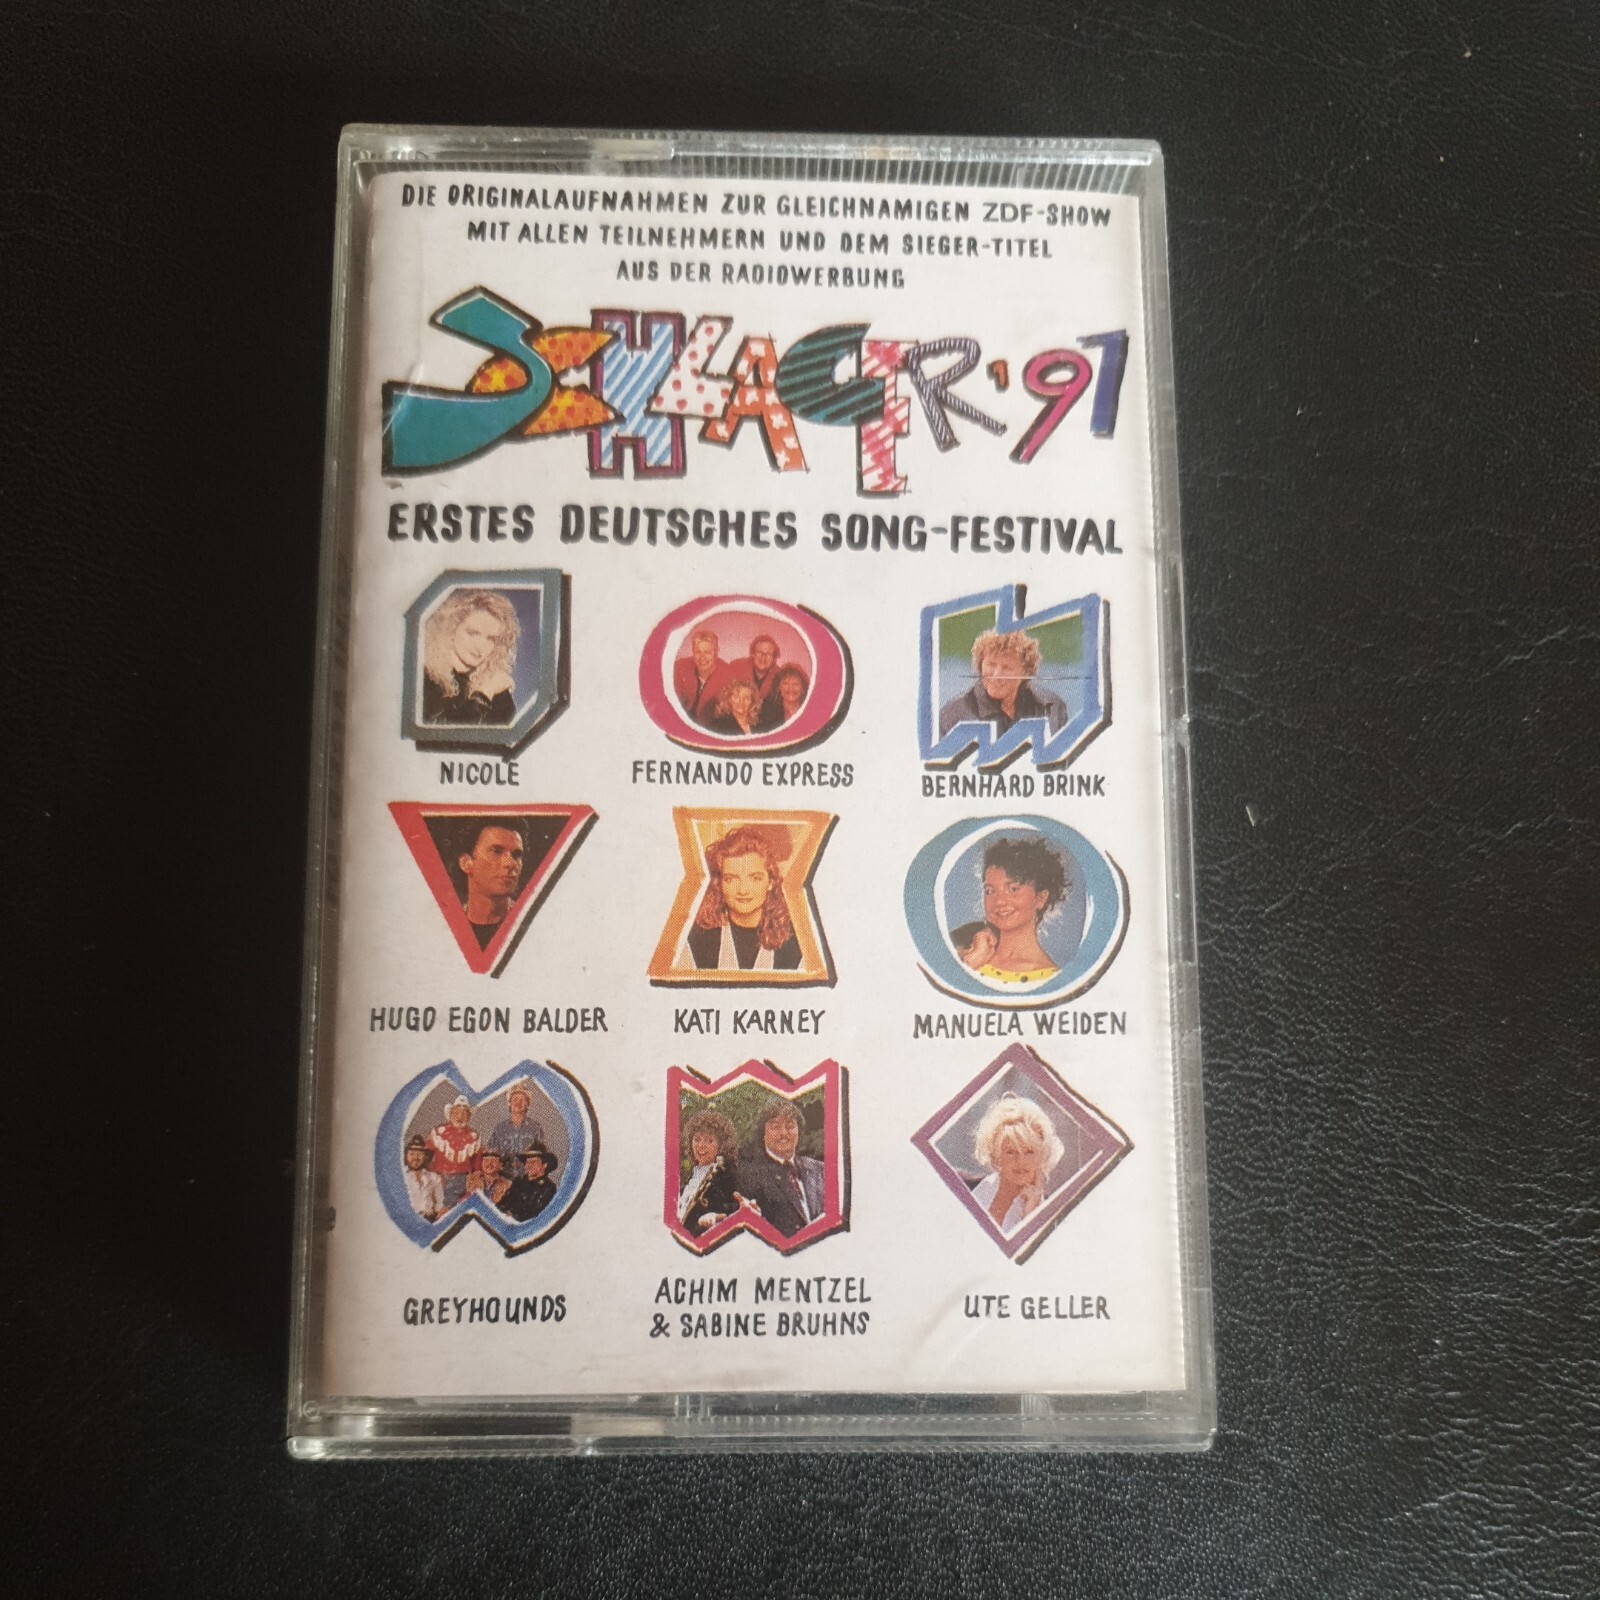 DIE ORIGINALAUFNAHMEN ZUR GLEICHNAMIGEN ZDF-SHOW
MIT ALLEN TEILNEHMERN UND DEM SIEGER-TITEL
AUS DER RADIOWERBUNG
SCHLAGER '91
ERSTES DEUTSCHES SONG-FESTIVAL
NICOLE
FERNANDO EXPRESS
BERNHARD BRINK
HUGO EGON BALDER
KATI KARNEY
MANUELA WEIDEN
GREYHOUNDS
ACHIM MENTZEL
& SABINE BRUHNS
UTE GELLER